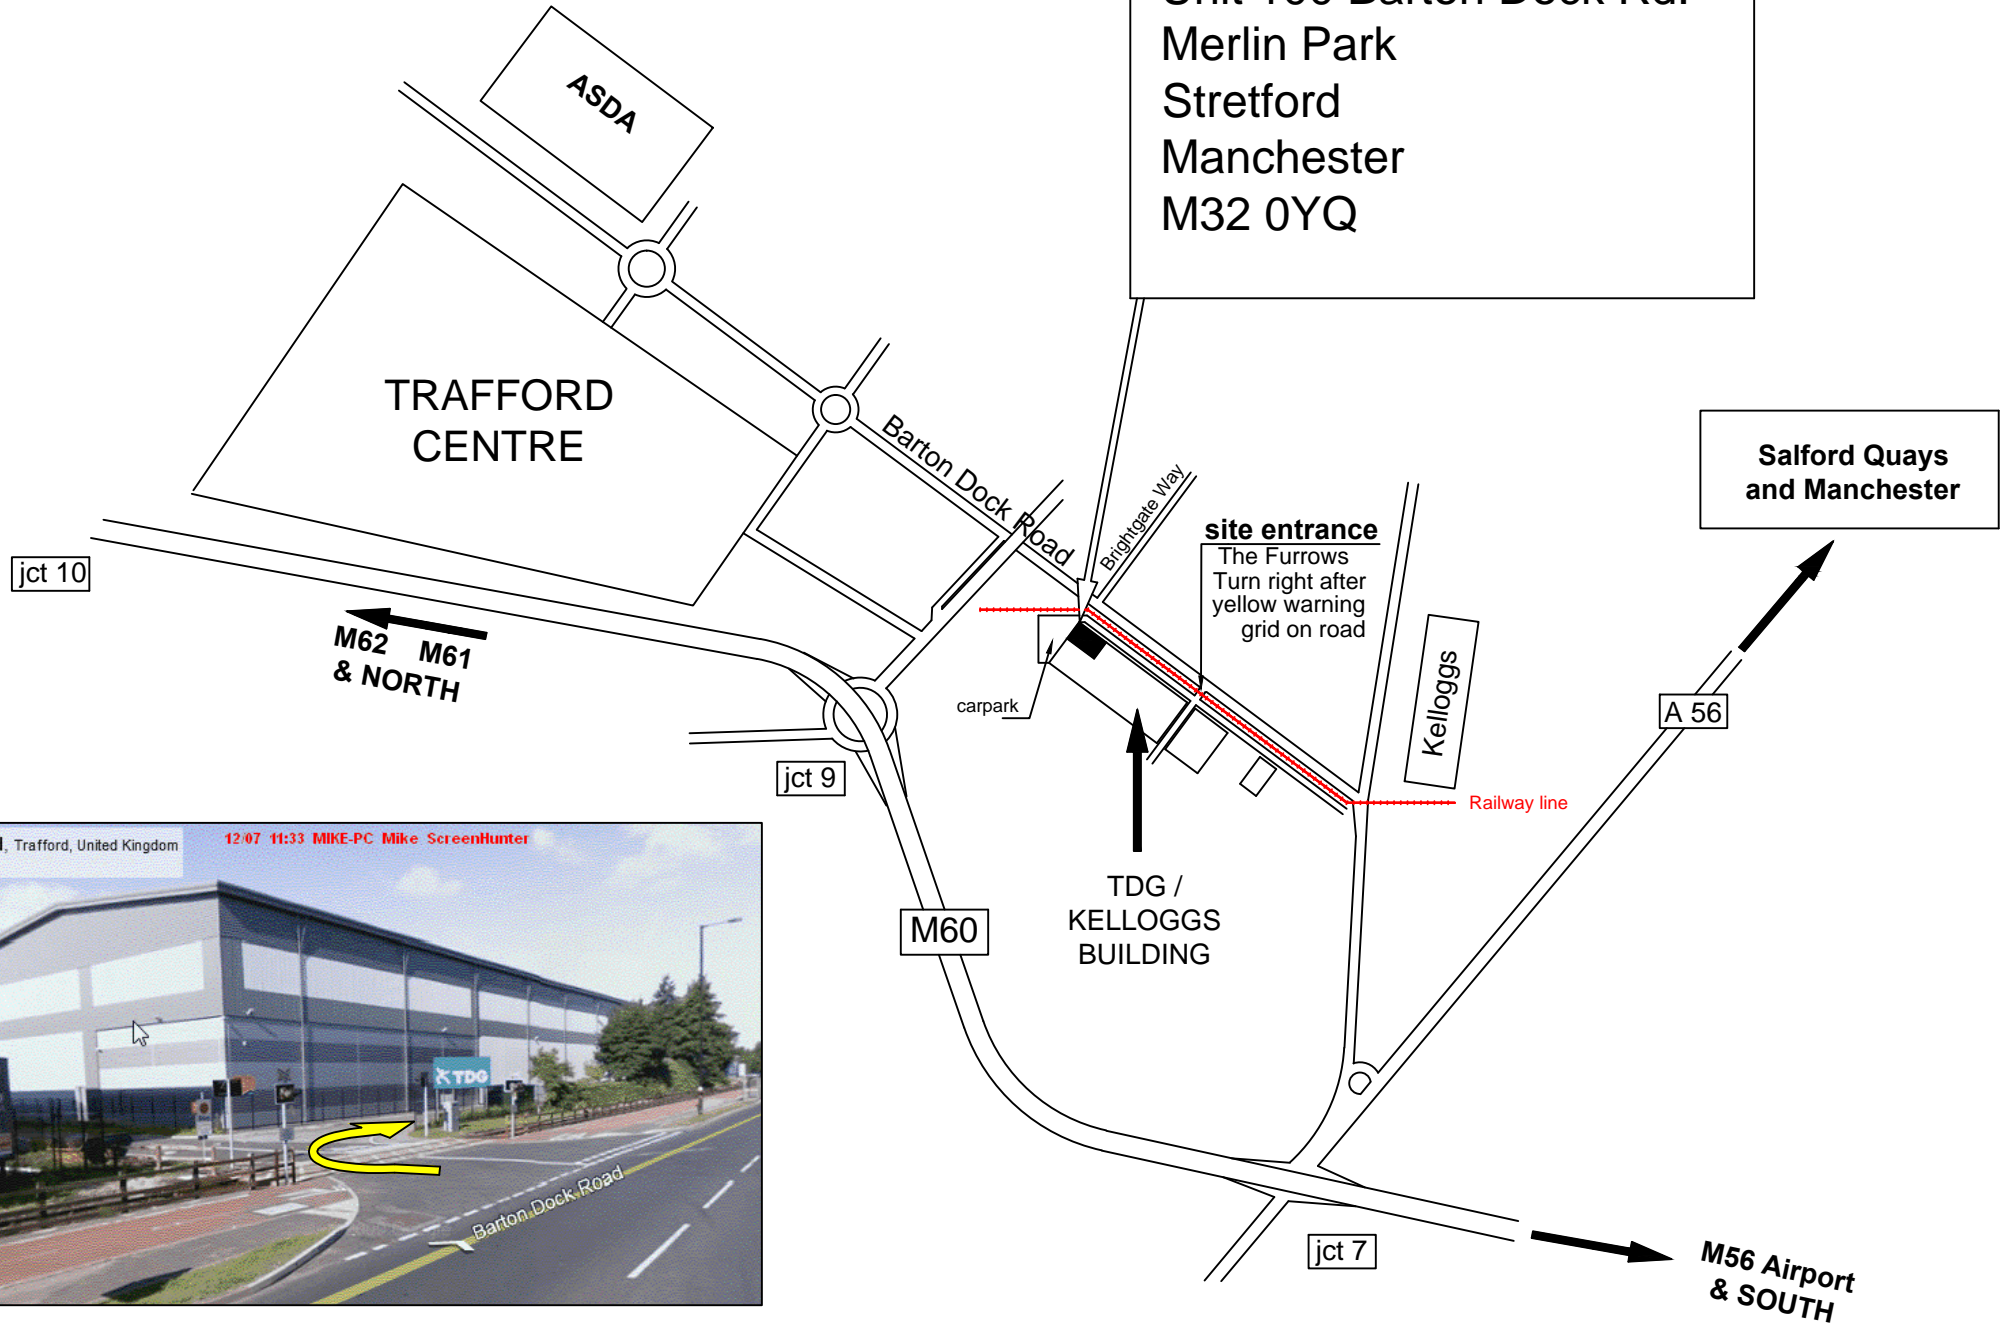 Merlin Park
Stretford
Manchester
M32 0YQ
ASDA
TRAFFORD
CENTRE
Barton Dock Road
Brightgate Way
site entrance
The Furrows
Turn right after
yellow warning
grid on road
Salford Quays
and Manchester
jct 10
M62 M61
& NORTH
carpark
Kelloggs
A 56
jct 9
Railway line
TDG /
KELLOGGS
BUILDING
M60
, Trafford, United Kingdom
12/07 11:33 MIKE-PC Mike ScreenHunter
TDG
Barton Dock Road
jct 7
M56 Airport
& SOUTH